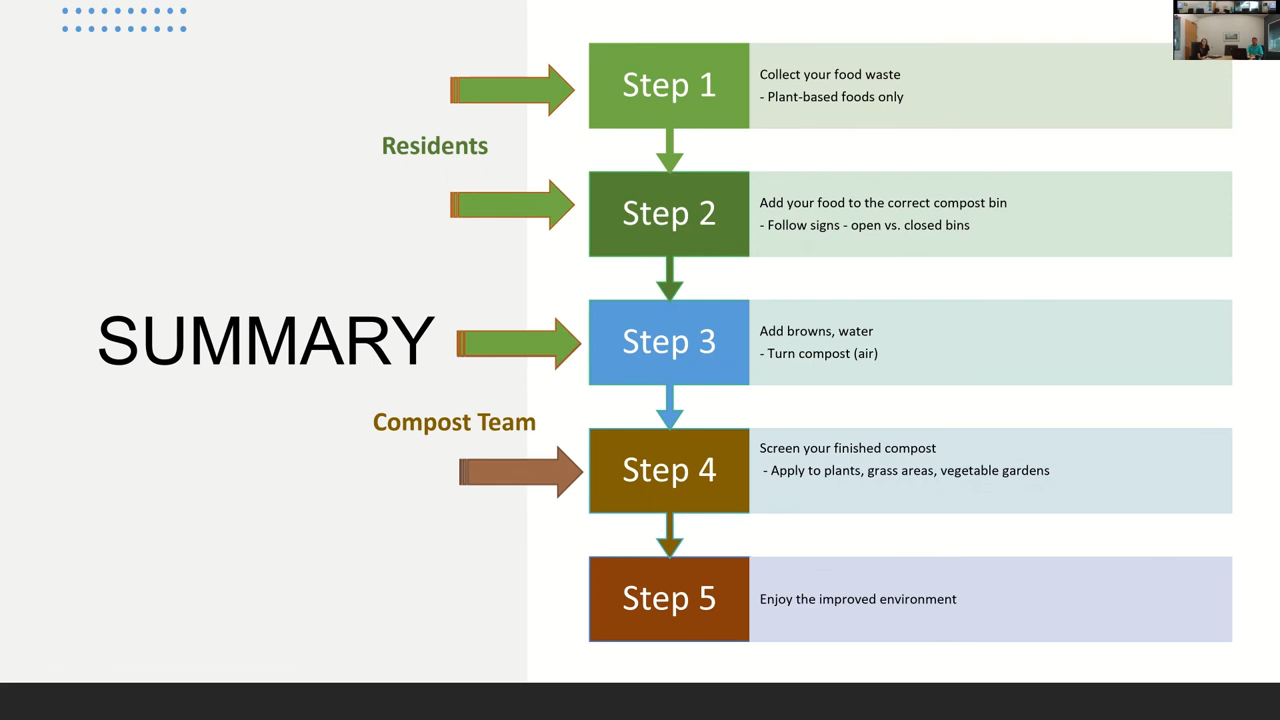 Step 1
Collect your food waste
- Plant-based foods only
Residents
Step 2
Add your food to the correct compost bin
- Follow signs - open vs. closed bins
SUMMARY
Step 3
Add browns, water
- Turn compost (air)
Compost Team
Step 4
Screen your finished compost
- Apply to plants, grass areas, vegetable gardens
Step 5
Enjoy the improved environment